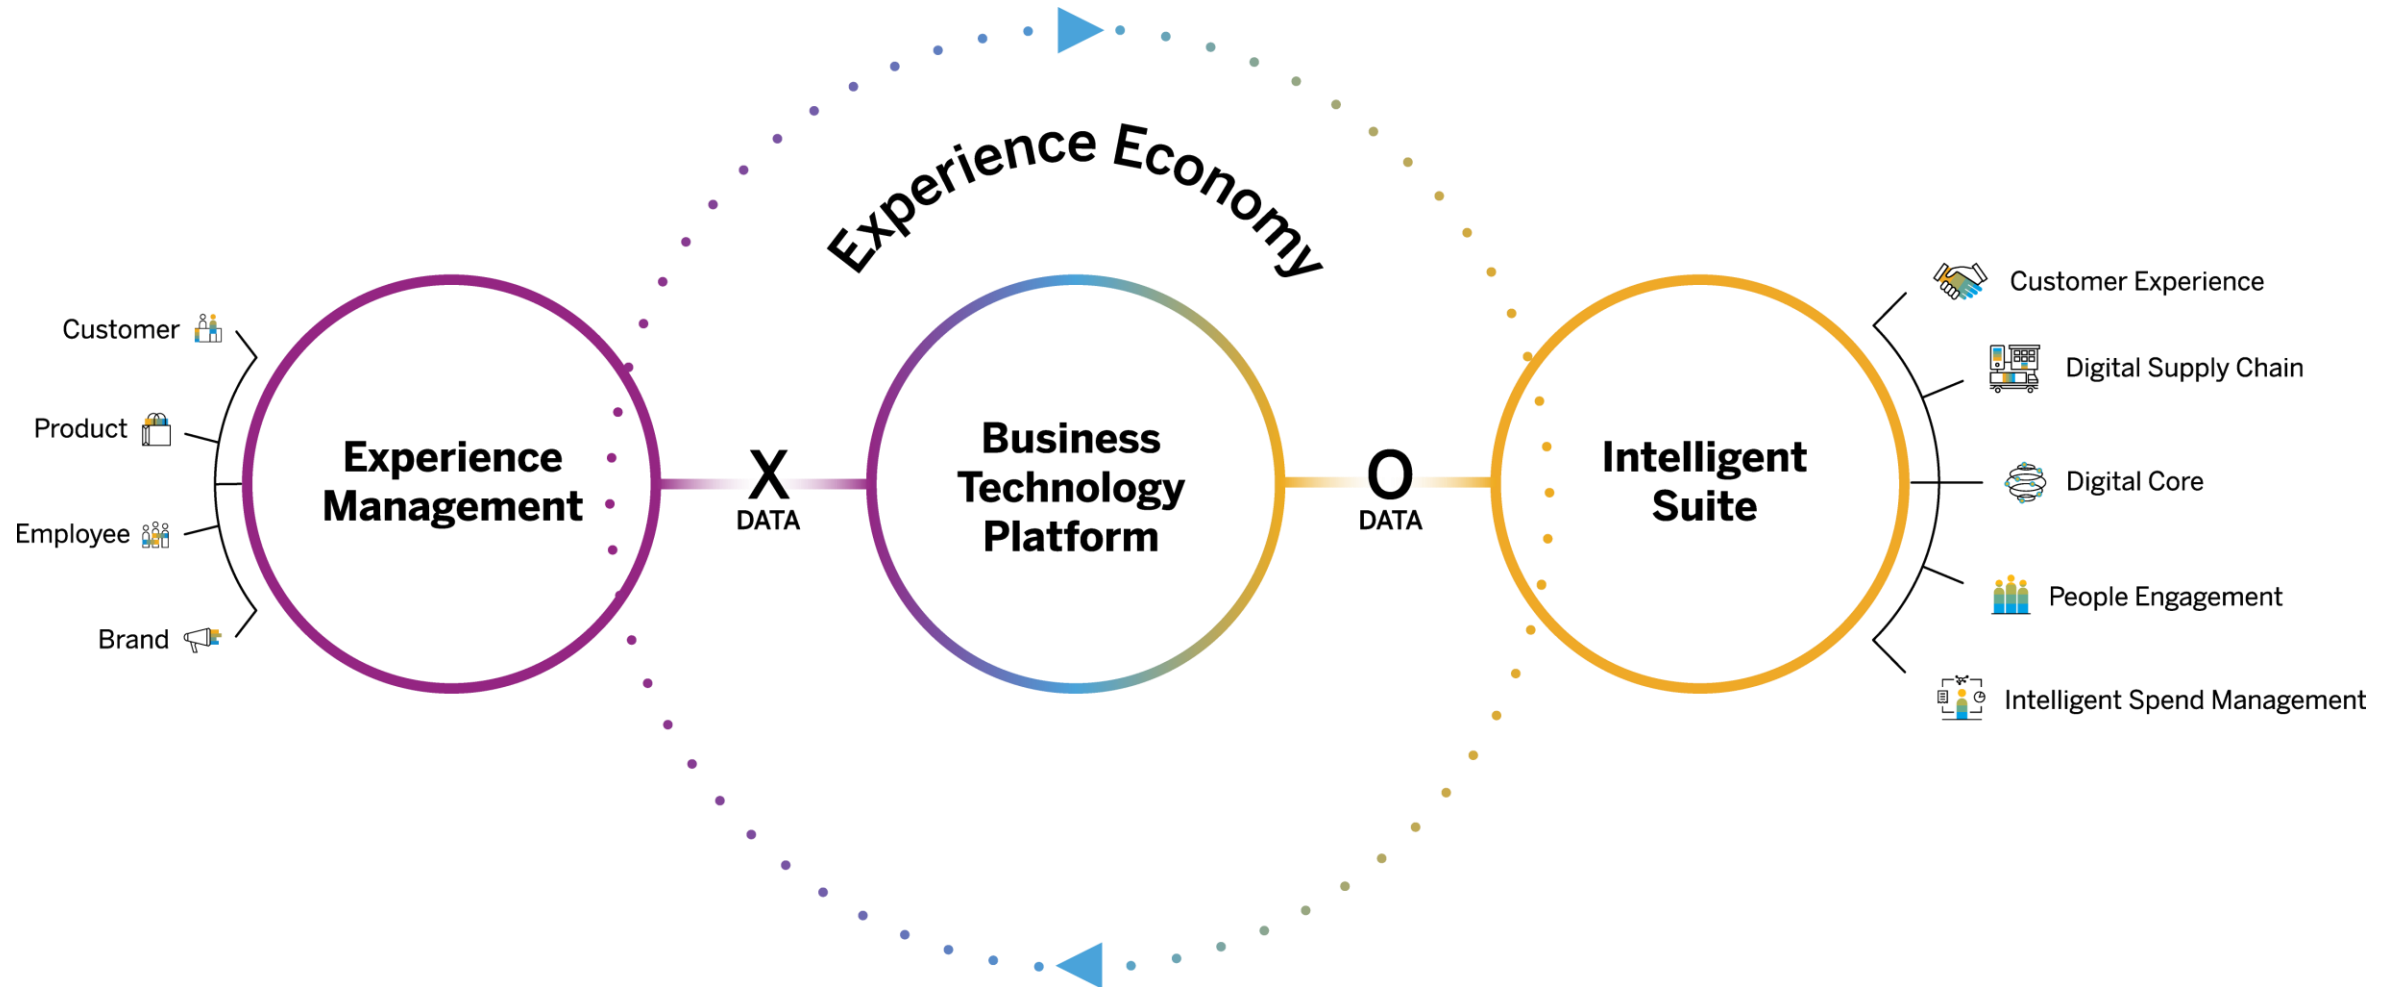 Experience Economy
Customer
Product
Employee
Brand
Experience
Management
X
DATA
Business
Technology
Platform
O
DATA
Intelligent
Suite
Customer Experience
Digital Supply Chain
Digital Core
People Engagement
Intelligent Spend Management